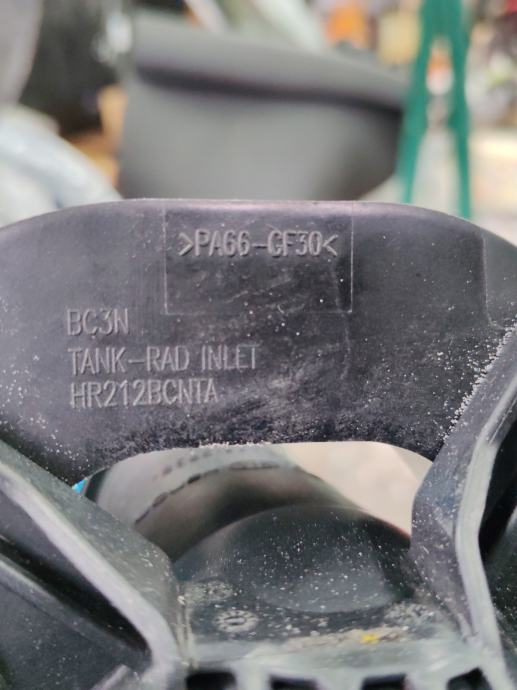 >PA66-GF30<
BC3N
TANK-RAD INLET
HR212BCNTA